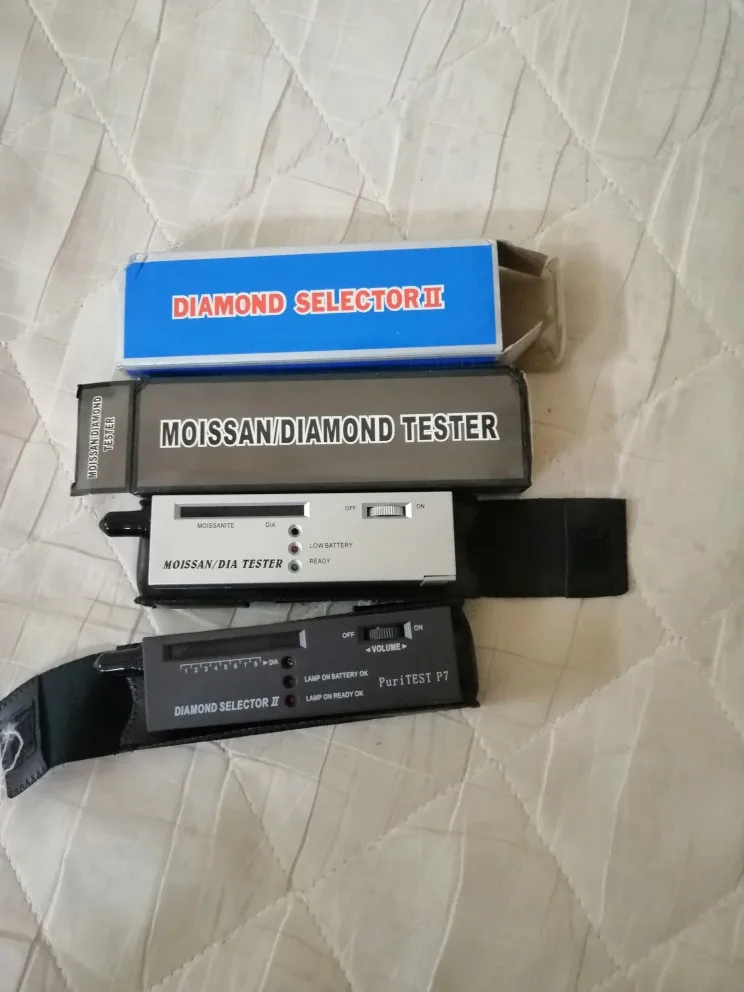 DIAMOND SELECTOR II
MOISSAN/DIAMOND
TESTER
MOISSAN/DIAMOND TESTER
OFF ON
MOISSANITE DIA
LOW BATTERY
READY
MOISSAN/DIA TESTER
OFF ON
◄VOLUME►
1 2 3 4 5 6 7 8 ►DIA
LAMP ON BATTERY OK
PuriTEST P7
LAMP ON READY OK
DIAMOND SELECTOR II